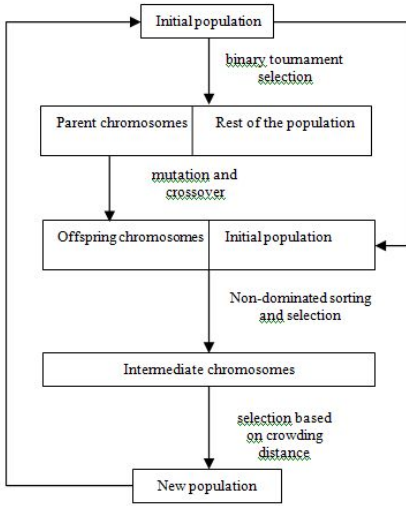 Initial population
binary tournament
selection
Parent chromosomes
Rest of the population
mutation and
crossover
Offspring chromosomes
Initial population
Non-dominated sorting
and selection
Intermediate chromosomes
selection based
on crowding
distance
New population